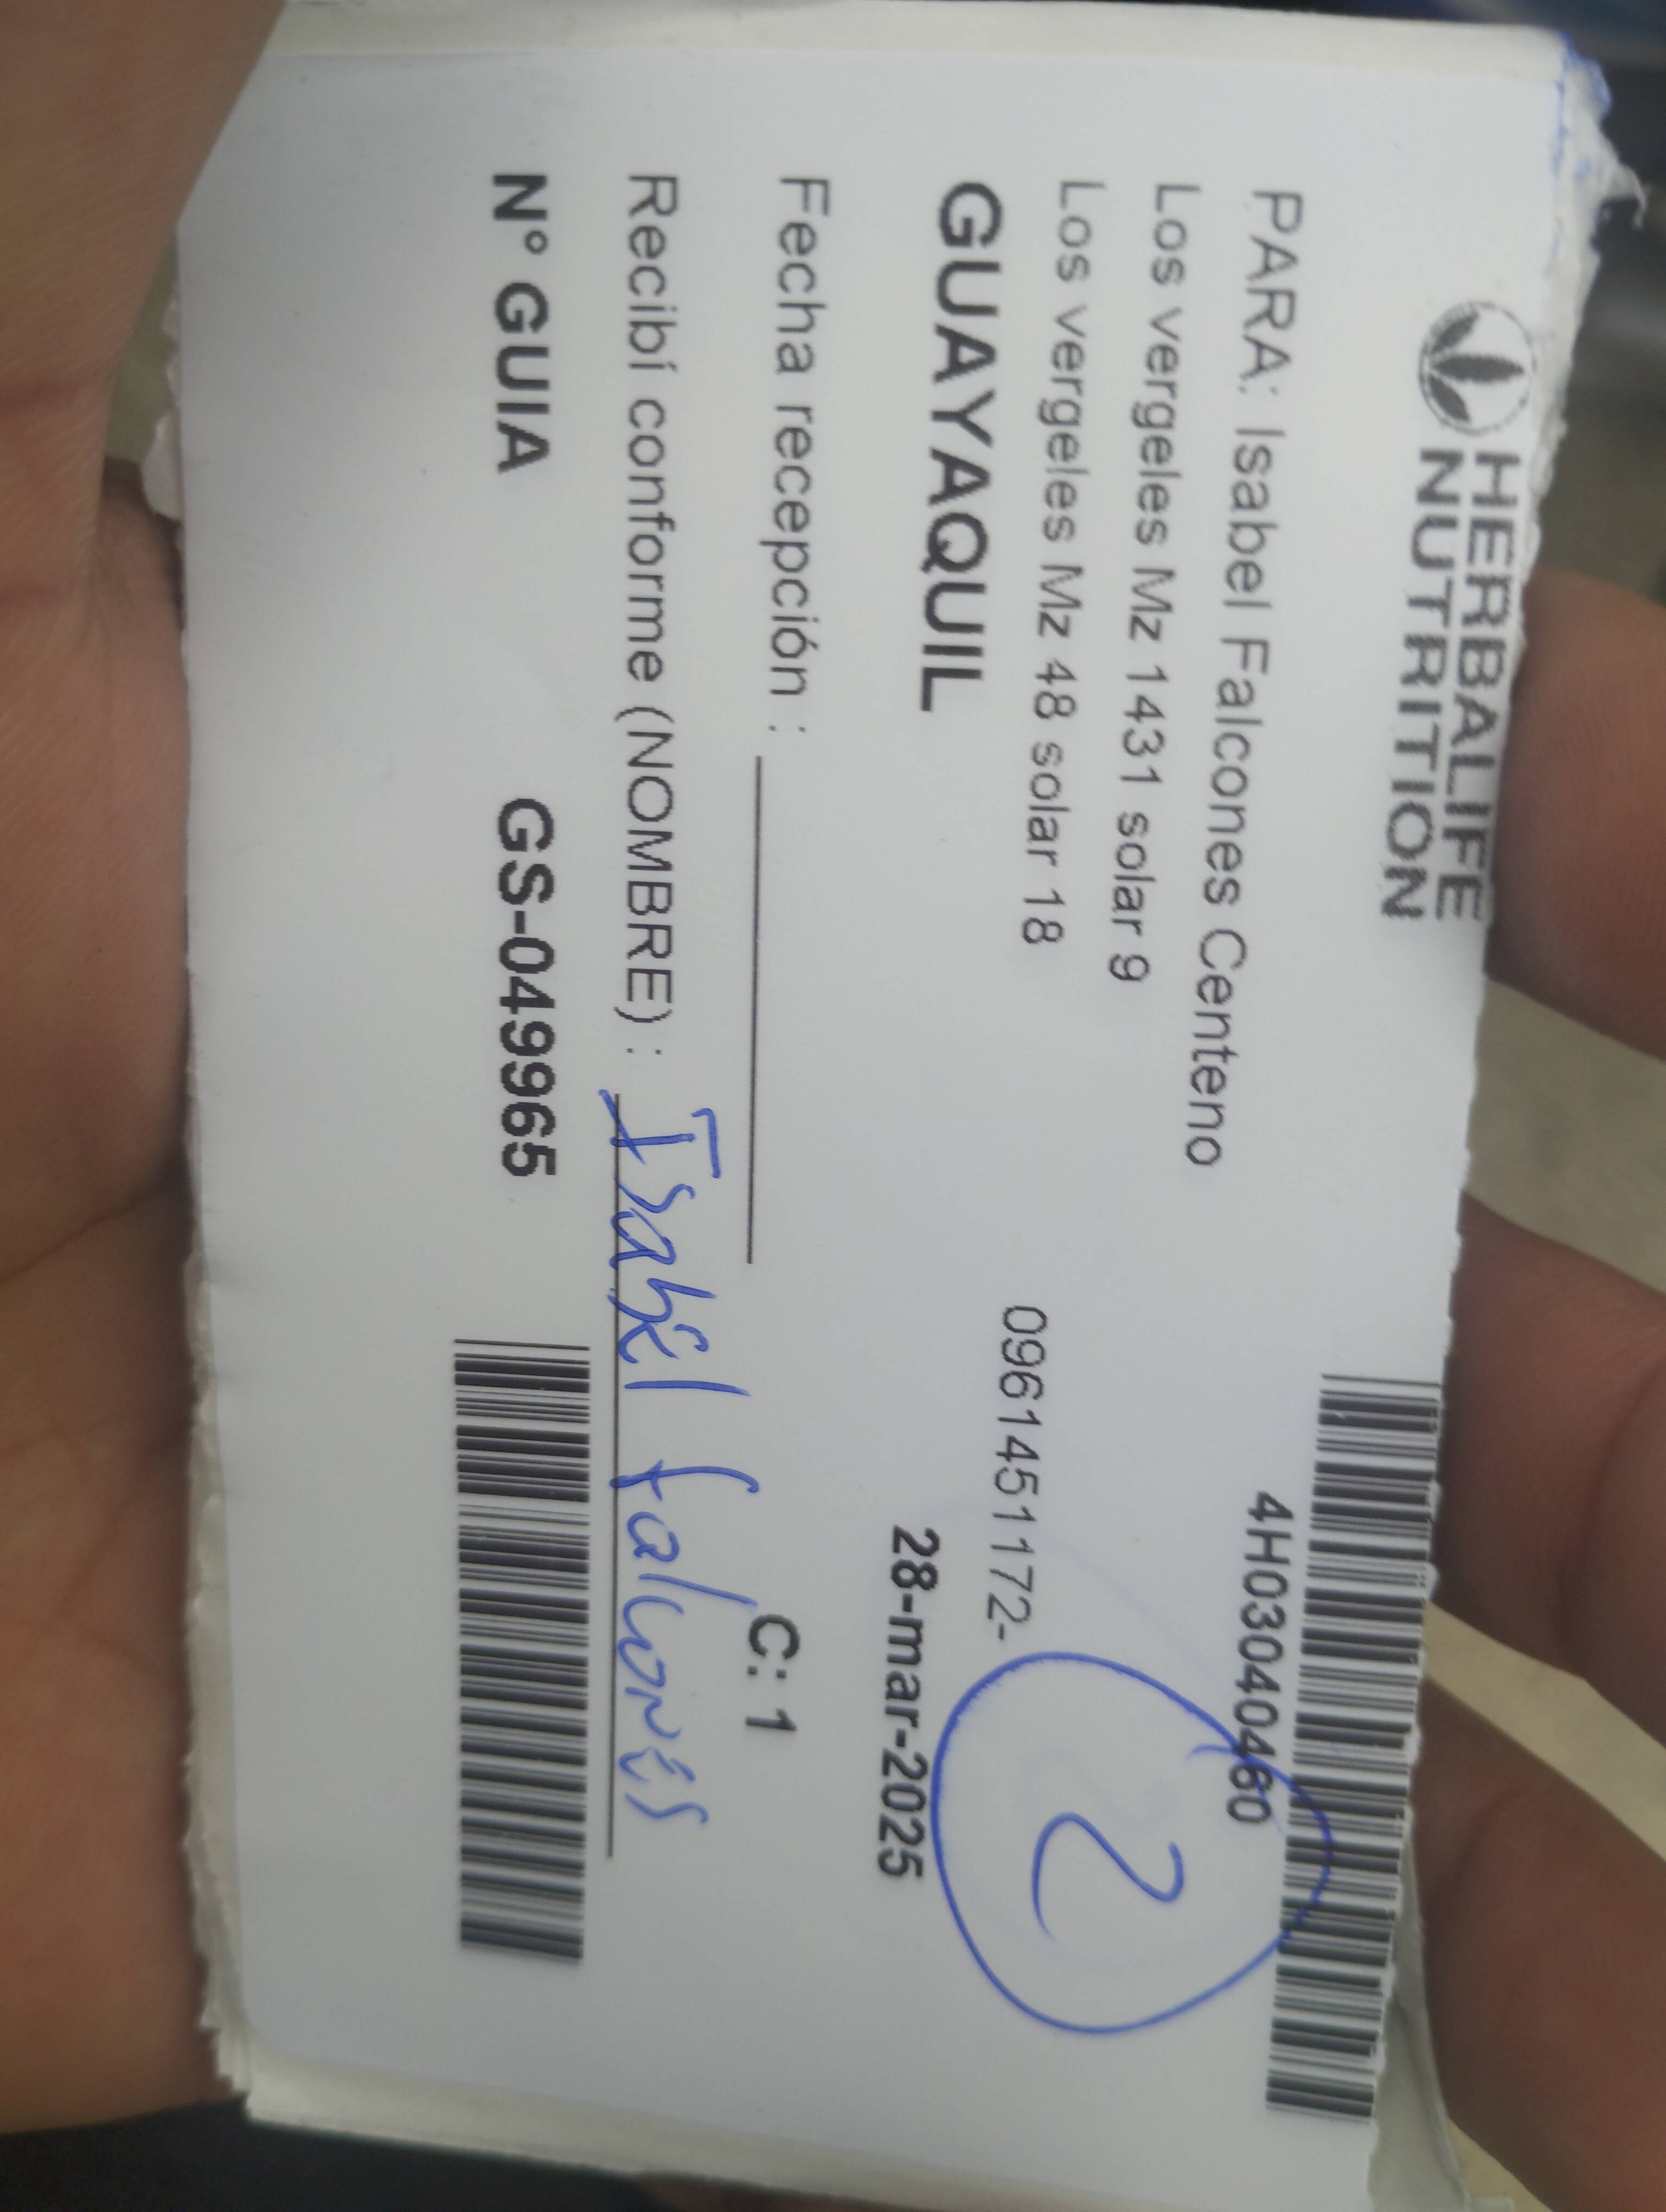 HERBALIFE
NUTRITION
4H03040460
PARA: Isabel Falcones Centeno
Los vergeles Mz 1431 solar 9
Los vergeles Mz 48 solar 18
0961451172-
2
GUAYAQUIL
28-mar-2025
Fecha recepción :
C: 1
Recibí conforme (NOMBRE) : Isabel falcones
N° GUIA GS-049965